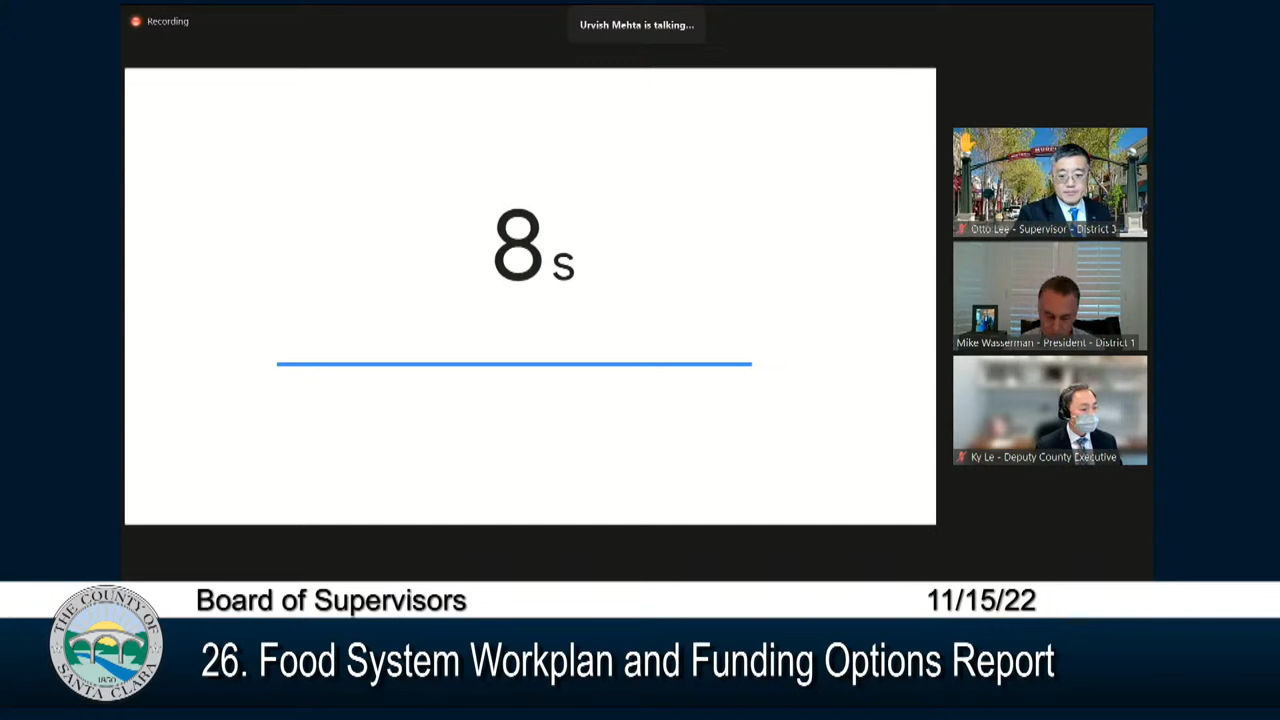 Recording
Urvish Mehta is talking...
8 s
Otto Lee - Supervisor - District 3
Mike Wasserman - President - District 1
Ky Le - Deputy County Executive
THE COUNTY OF
SANTA CLARA
1850
Board of Supervisors
11/15/22
26. Food System Workplan and Funding Options Report